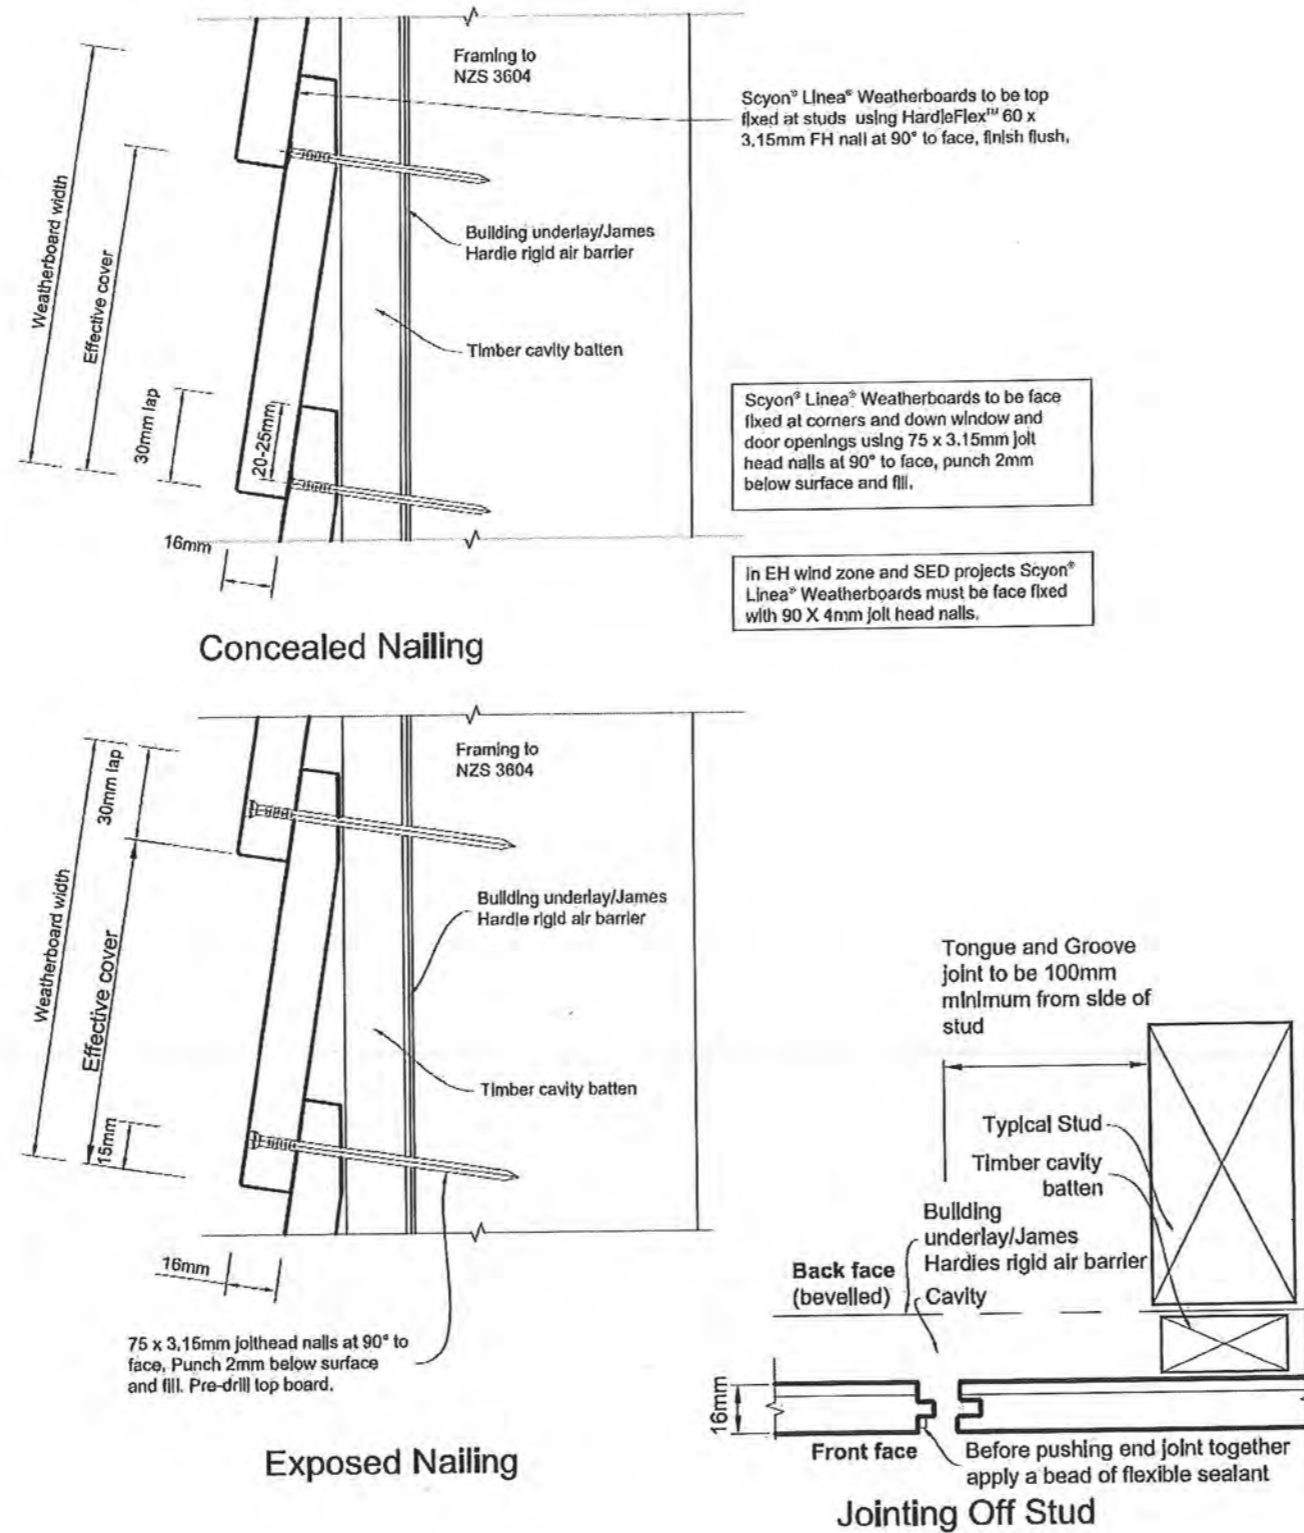 Framing to
NZS 3604
Scyon® Linea® Weatherboards to be top
fixed at studs using HardieFlex™ 60 x
3.15mm FH nail at 90° to face, finish flush.
Weatherboard width
Effective cover
Building underlay/James
Hardie rigid air barrier
Timber cavity batten
30mm lap
20-25mm
16mm
Scyon® Linea® Weatherboards to be face
fixed at corners and down window and
door openings using 75 x 3.15mm jolt
head nails at 90° to face, punch 2mm
below surface and fill.
In EH wind zone and SED projects Scyon®
Linea® Weatherboards must be face fixed
with 90 X 4mm jolt head nails.
Concealed Nailing
Framing to
NZS 3604
30mm lap
Weatherboard width
Effective cover
15mm
Building underlay/James
Hardie rigid air barrier
Timber cavity batten
16mm
75 x 3.15mm jolthead nails at 90° to
face, Punch 2mm below surface
and fill. Pre-drill top board.
Exposed Nailing
Tongue and Groove
joint to be 100mm
minimum from side of
stud
Typical Stud
Timber cavity
batten
Building
underlay/James
Hardies rigid air barrier
Back face
(bevelled)
Cavity
16mm
Front face
Before pushing end joint together
apply a bead of flexible sealant
Jointing Off Stud